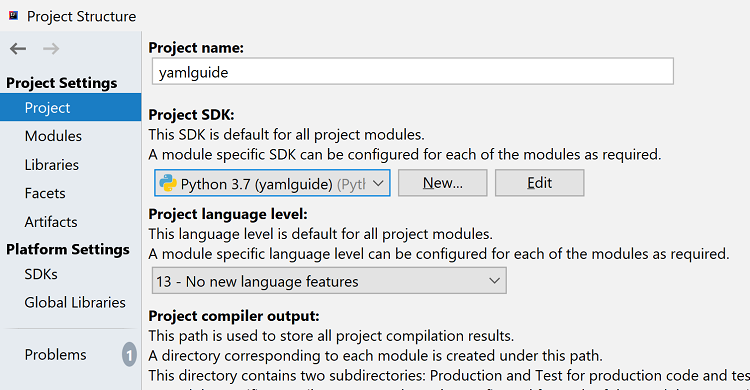 Project Structure
Project name:
yamlguide
Project Settings
Project
Modules
Libraries
Facets
Artifacts
Platform Settings
SDKs
Global Libraries
Problems
1
Project SDK:
This SDK is default for all project modules.
A module specific SDK can be configured for each of the modules as required.
Python 3.7 (yamlguide)
New...
Edit
Project language level:
This language level is default for all project modules.
A module specific language level can be configured for each of the modules as required.
13 - No new language features
Project compiler output:
This path is used to store all project compilation results.
A directory corresponding to each module is created under this path.
This directory contains two subdirectories: Production and Test for production code and